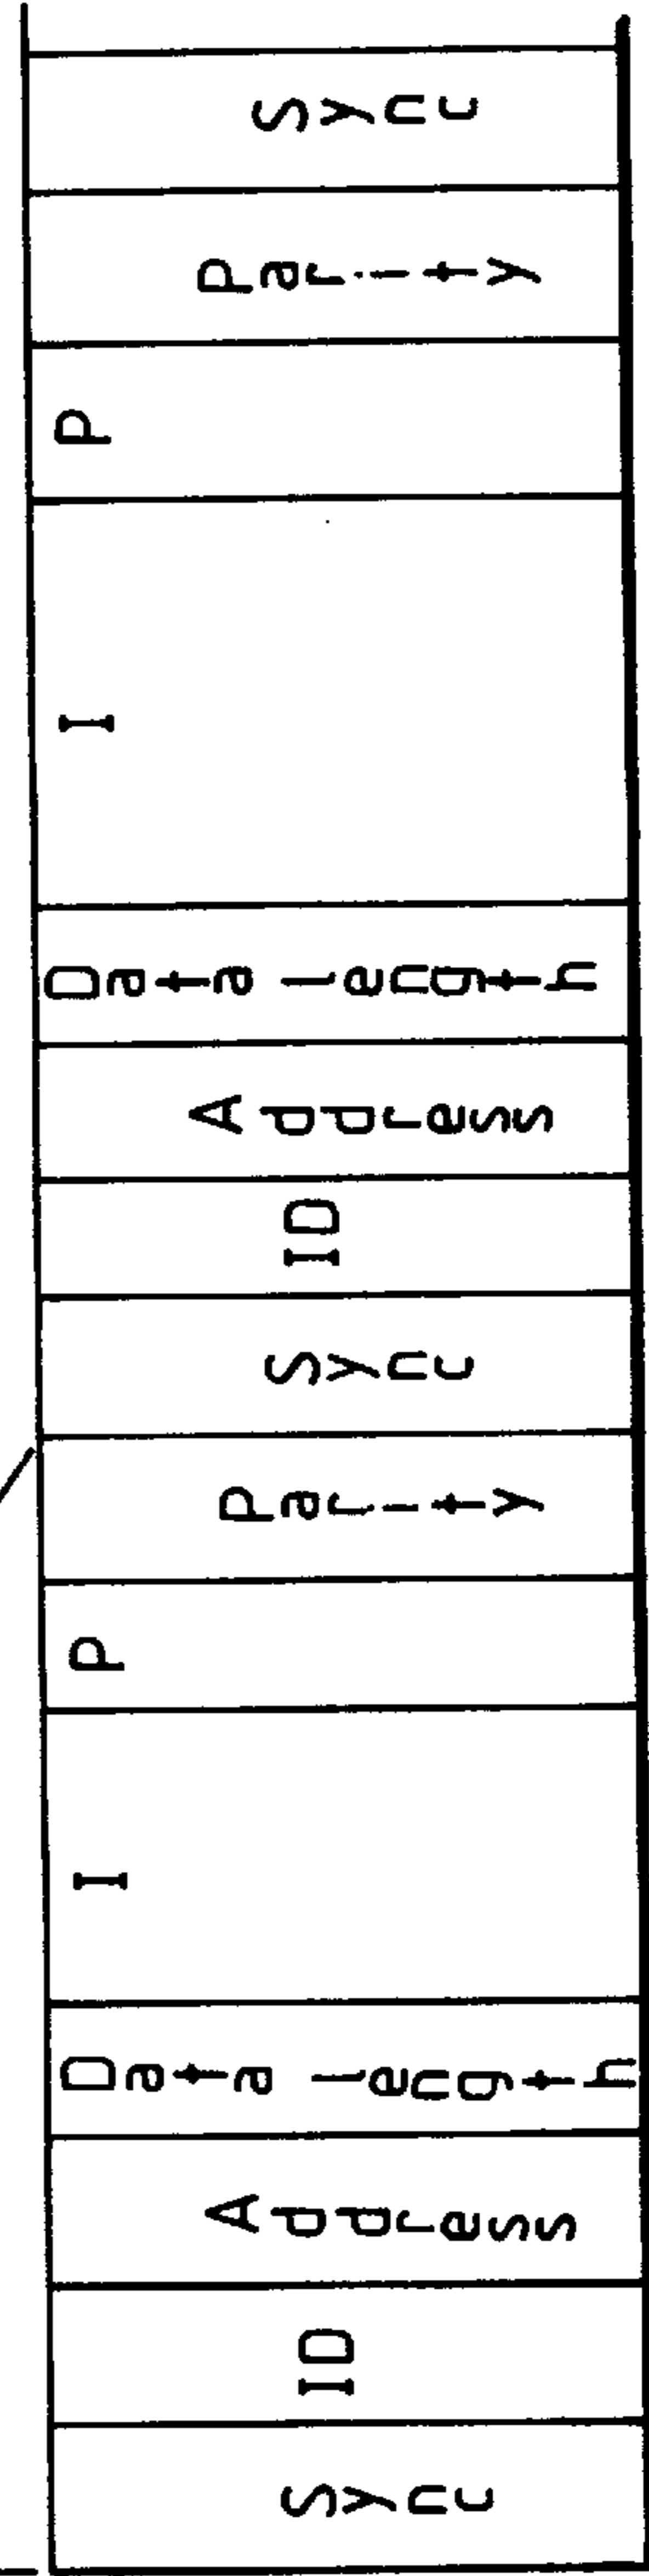 Sync
ID
Address
Data length
I
P
Parity
Sync
ID
Address
Data length
I
P
Parity
Sync